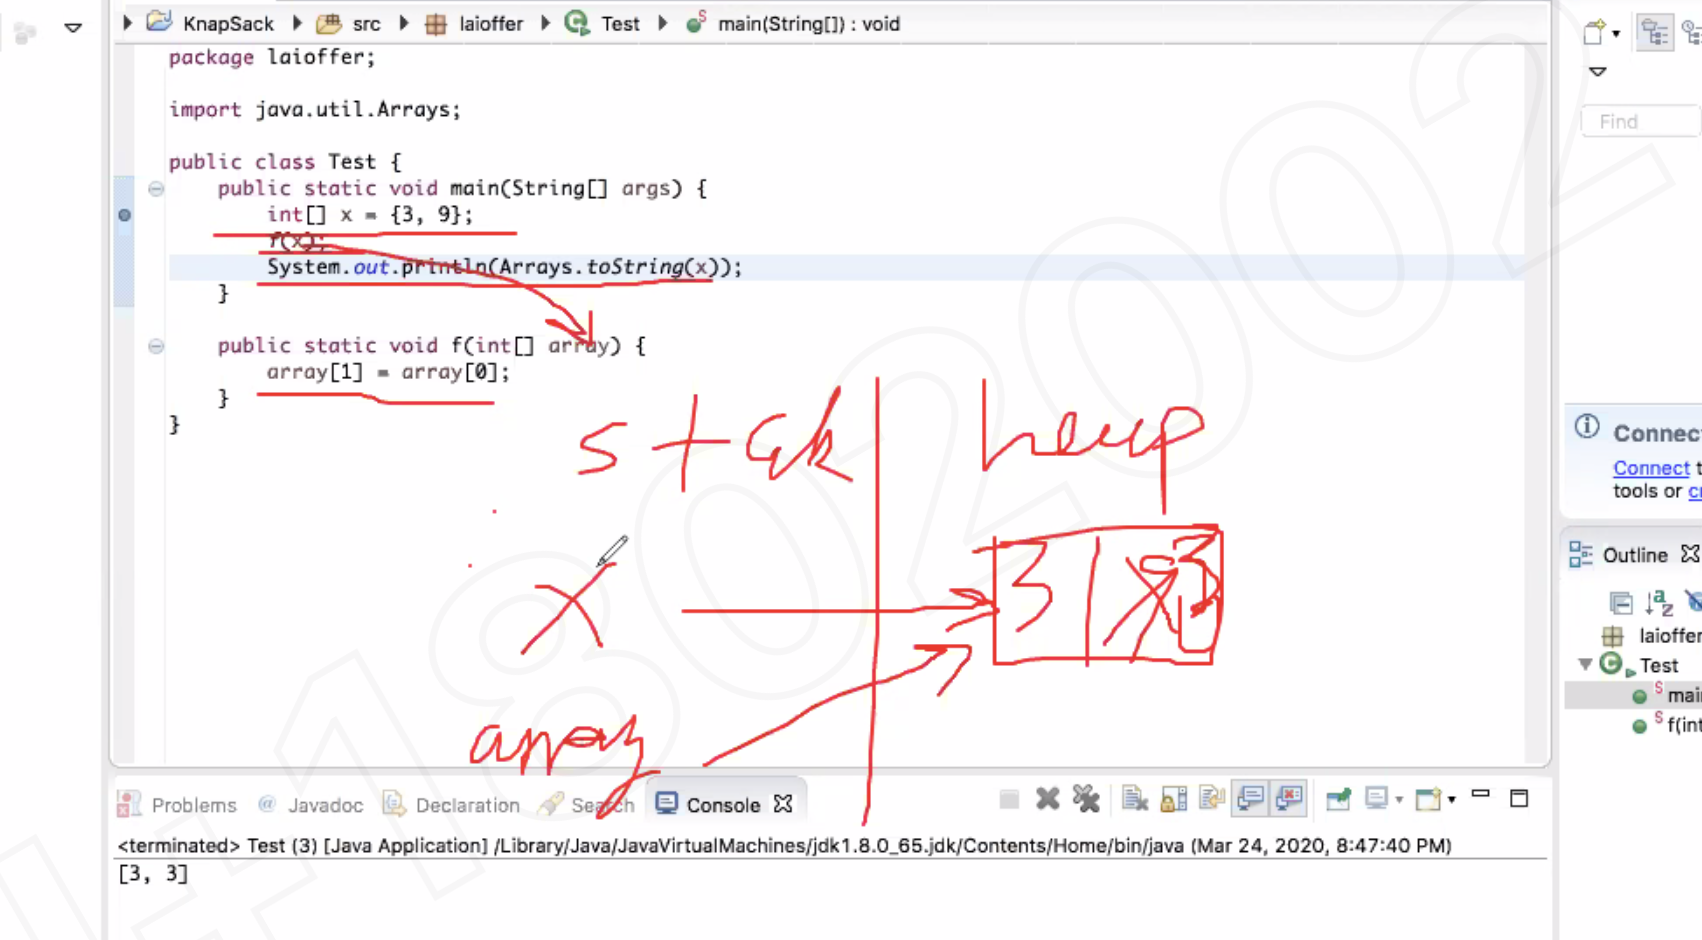 KnapSack src laioffer Test main(String[]) : void
package laioffer;
import java.util.Arrays;
public class Test {
public static void main(String[] args) {
int[] x = {3, 9};
f(x);
System.out.println(Arrays.toString(x));
}
public static void f(int[] array) {
array[1] = array[0];
}
}
stack heap
x 3 3
array
Problems @ Javadoc Declaration Search Console
<terminated> Test (3) [Java Application] /Library/Java/JavaVirtualMachines/jdk1.8.0_65.jdk/Contents/Home/bin/java (Mar 24, 2020, 8:47:40 PM)
[3, 3]
Find
Connec
Connect t
tools or c
Outline
laioffer
Test
mai
f(int